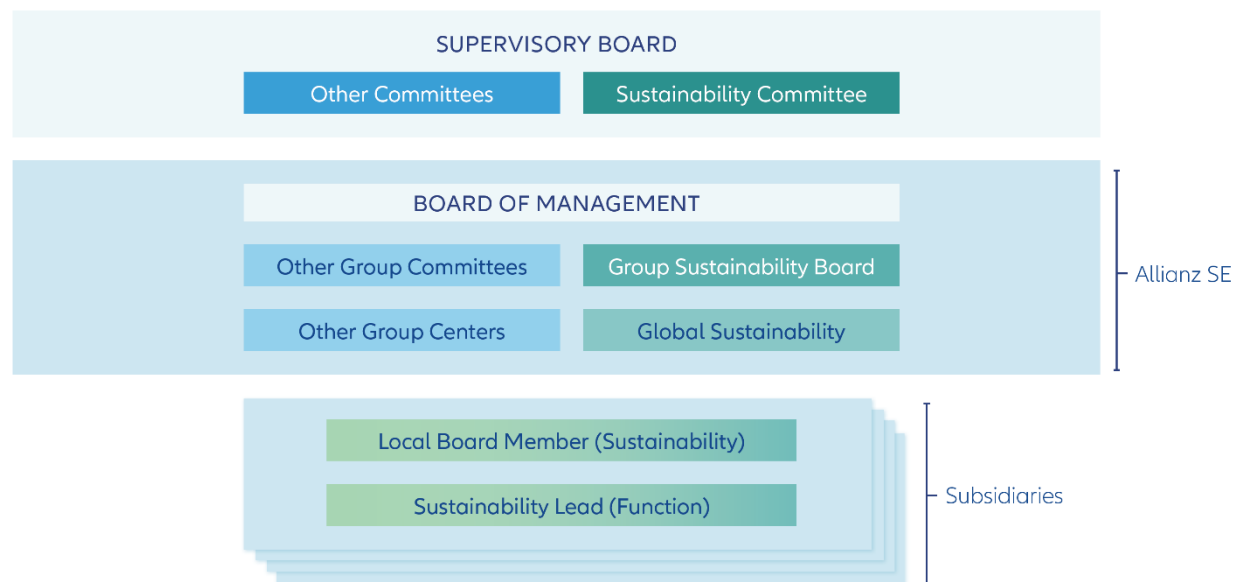 SUPERVISORY BOARD
Other Committees
Sustainability Committee
BOARD OF MANAGEMENT
Other Group Committees
Group Sustainability Board
Other Group Centers
Global Sustainability
Allianz SE
Local Board Member (Sustainability)
Sustainability Lead (Function)
Subsidiaries